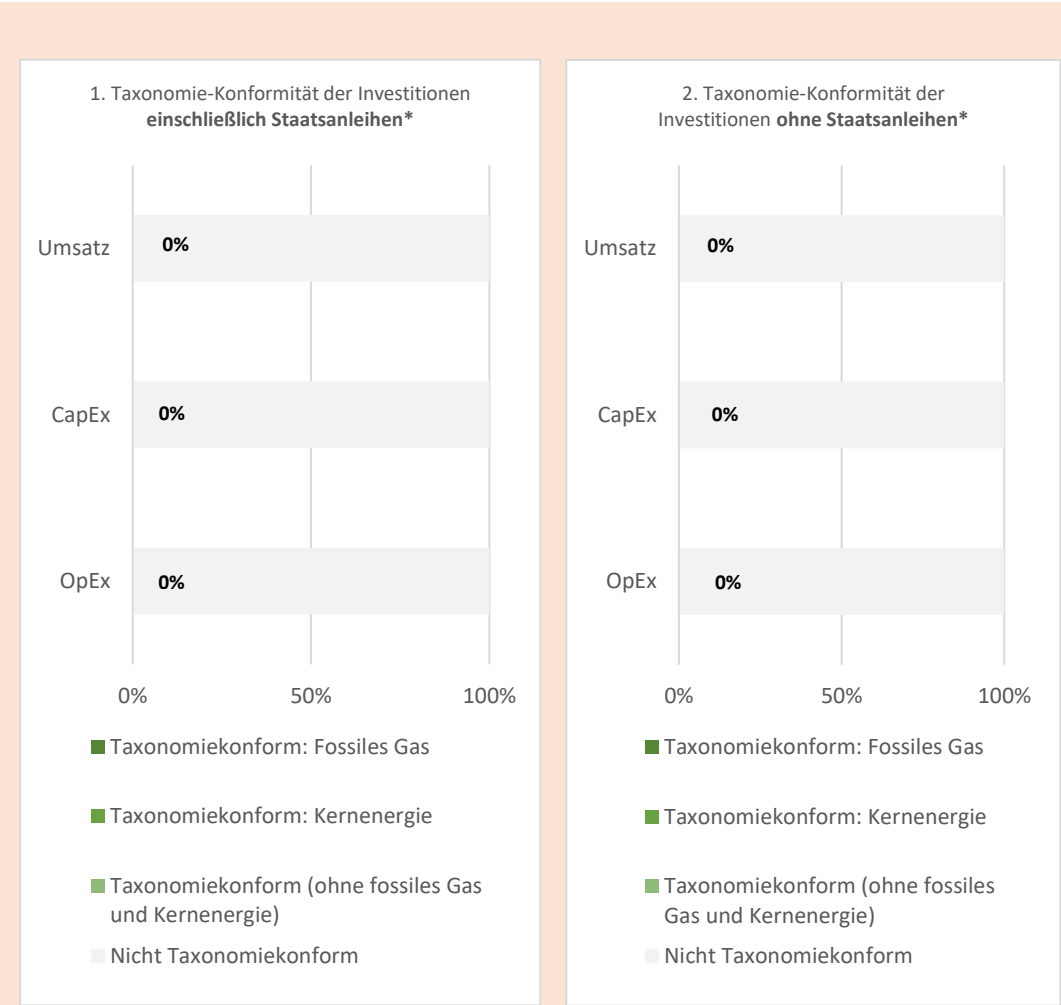 1. Taxonomie-Konformität der Investitionen
einschließlich Staatsanleihen*
Umsatz
0%
CapEx
0%
OpEx
0%
0%
50%
100%
Taxonomiekonform: Fossiles Gas
Taxonomiekonform: Kernenergie
Taxonomiekonform (ohne fossiles Gas
und Kernenergie)
Nicht Taxonomiekonform
2. Taxonomie-Konformität der
Investitionen ohne Staatsanleihen*
Umsatz
0%
CapEx
0%
OpEx
0%
0%
50%
100%
Taxonomiekonform: Fossiles Gas
Taxonomiekonform: Kernenergie
Taxonomiekonform (ohne fossiles
Gas und Kernenergie)
Nicht Taxonomiekonform